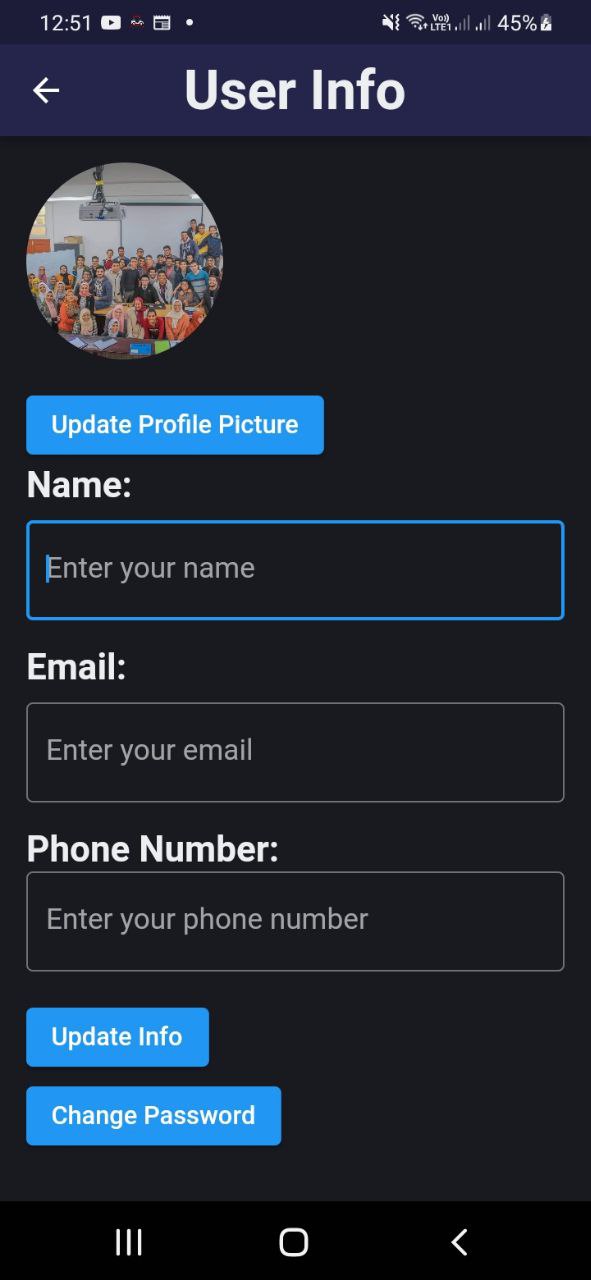 12:51
Vo))
LTE1
45%
User Info
Update Profile Picture
Name:
Enter your name
Email:
Enter your email
Phone Number:
Enter your phone number
Update Info
Change Password